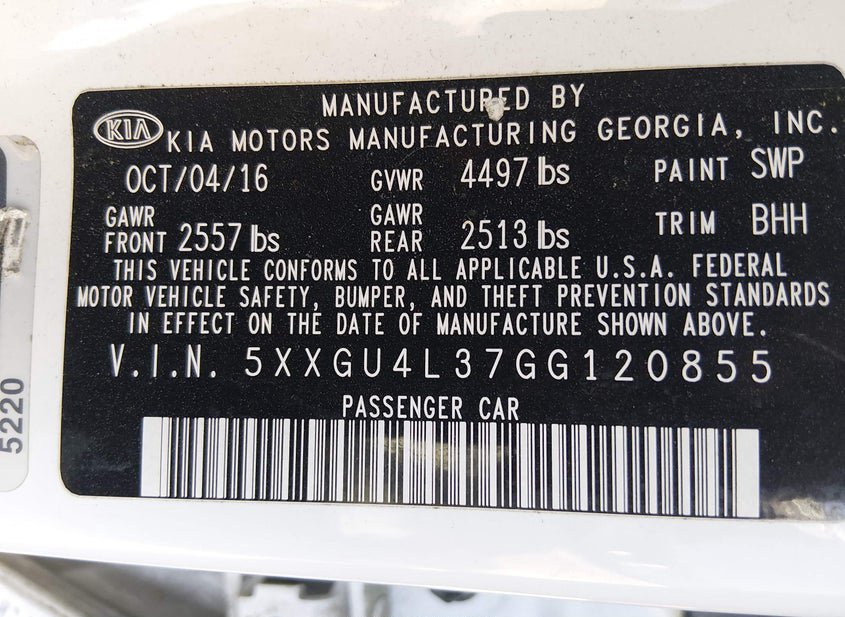 MANUFACTURED BY
KIA KIA MOTORS MANUFACTURING GEORGIA, INC.
OCT/04/16 GVWR 4497 lbs PAINT SWP
GAWR FRONT 2557 lbs GAWR REAR 2513 lbs TRIM BHH
THIS VEHICLE CONFORMS TO ALL APPLICABLE U.S.A. FEDERAL
MOTOR VEHICLE SAFETY, BUMPER, AND THEFT PREVENTION STANDARDS
IN EFFECT ON THE DATE OF MANUFACTURE SHOWN ABOVE.
V.I.N. 5XXGU4L37GG120855
PASSENGER CAR
5220